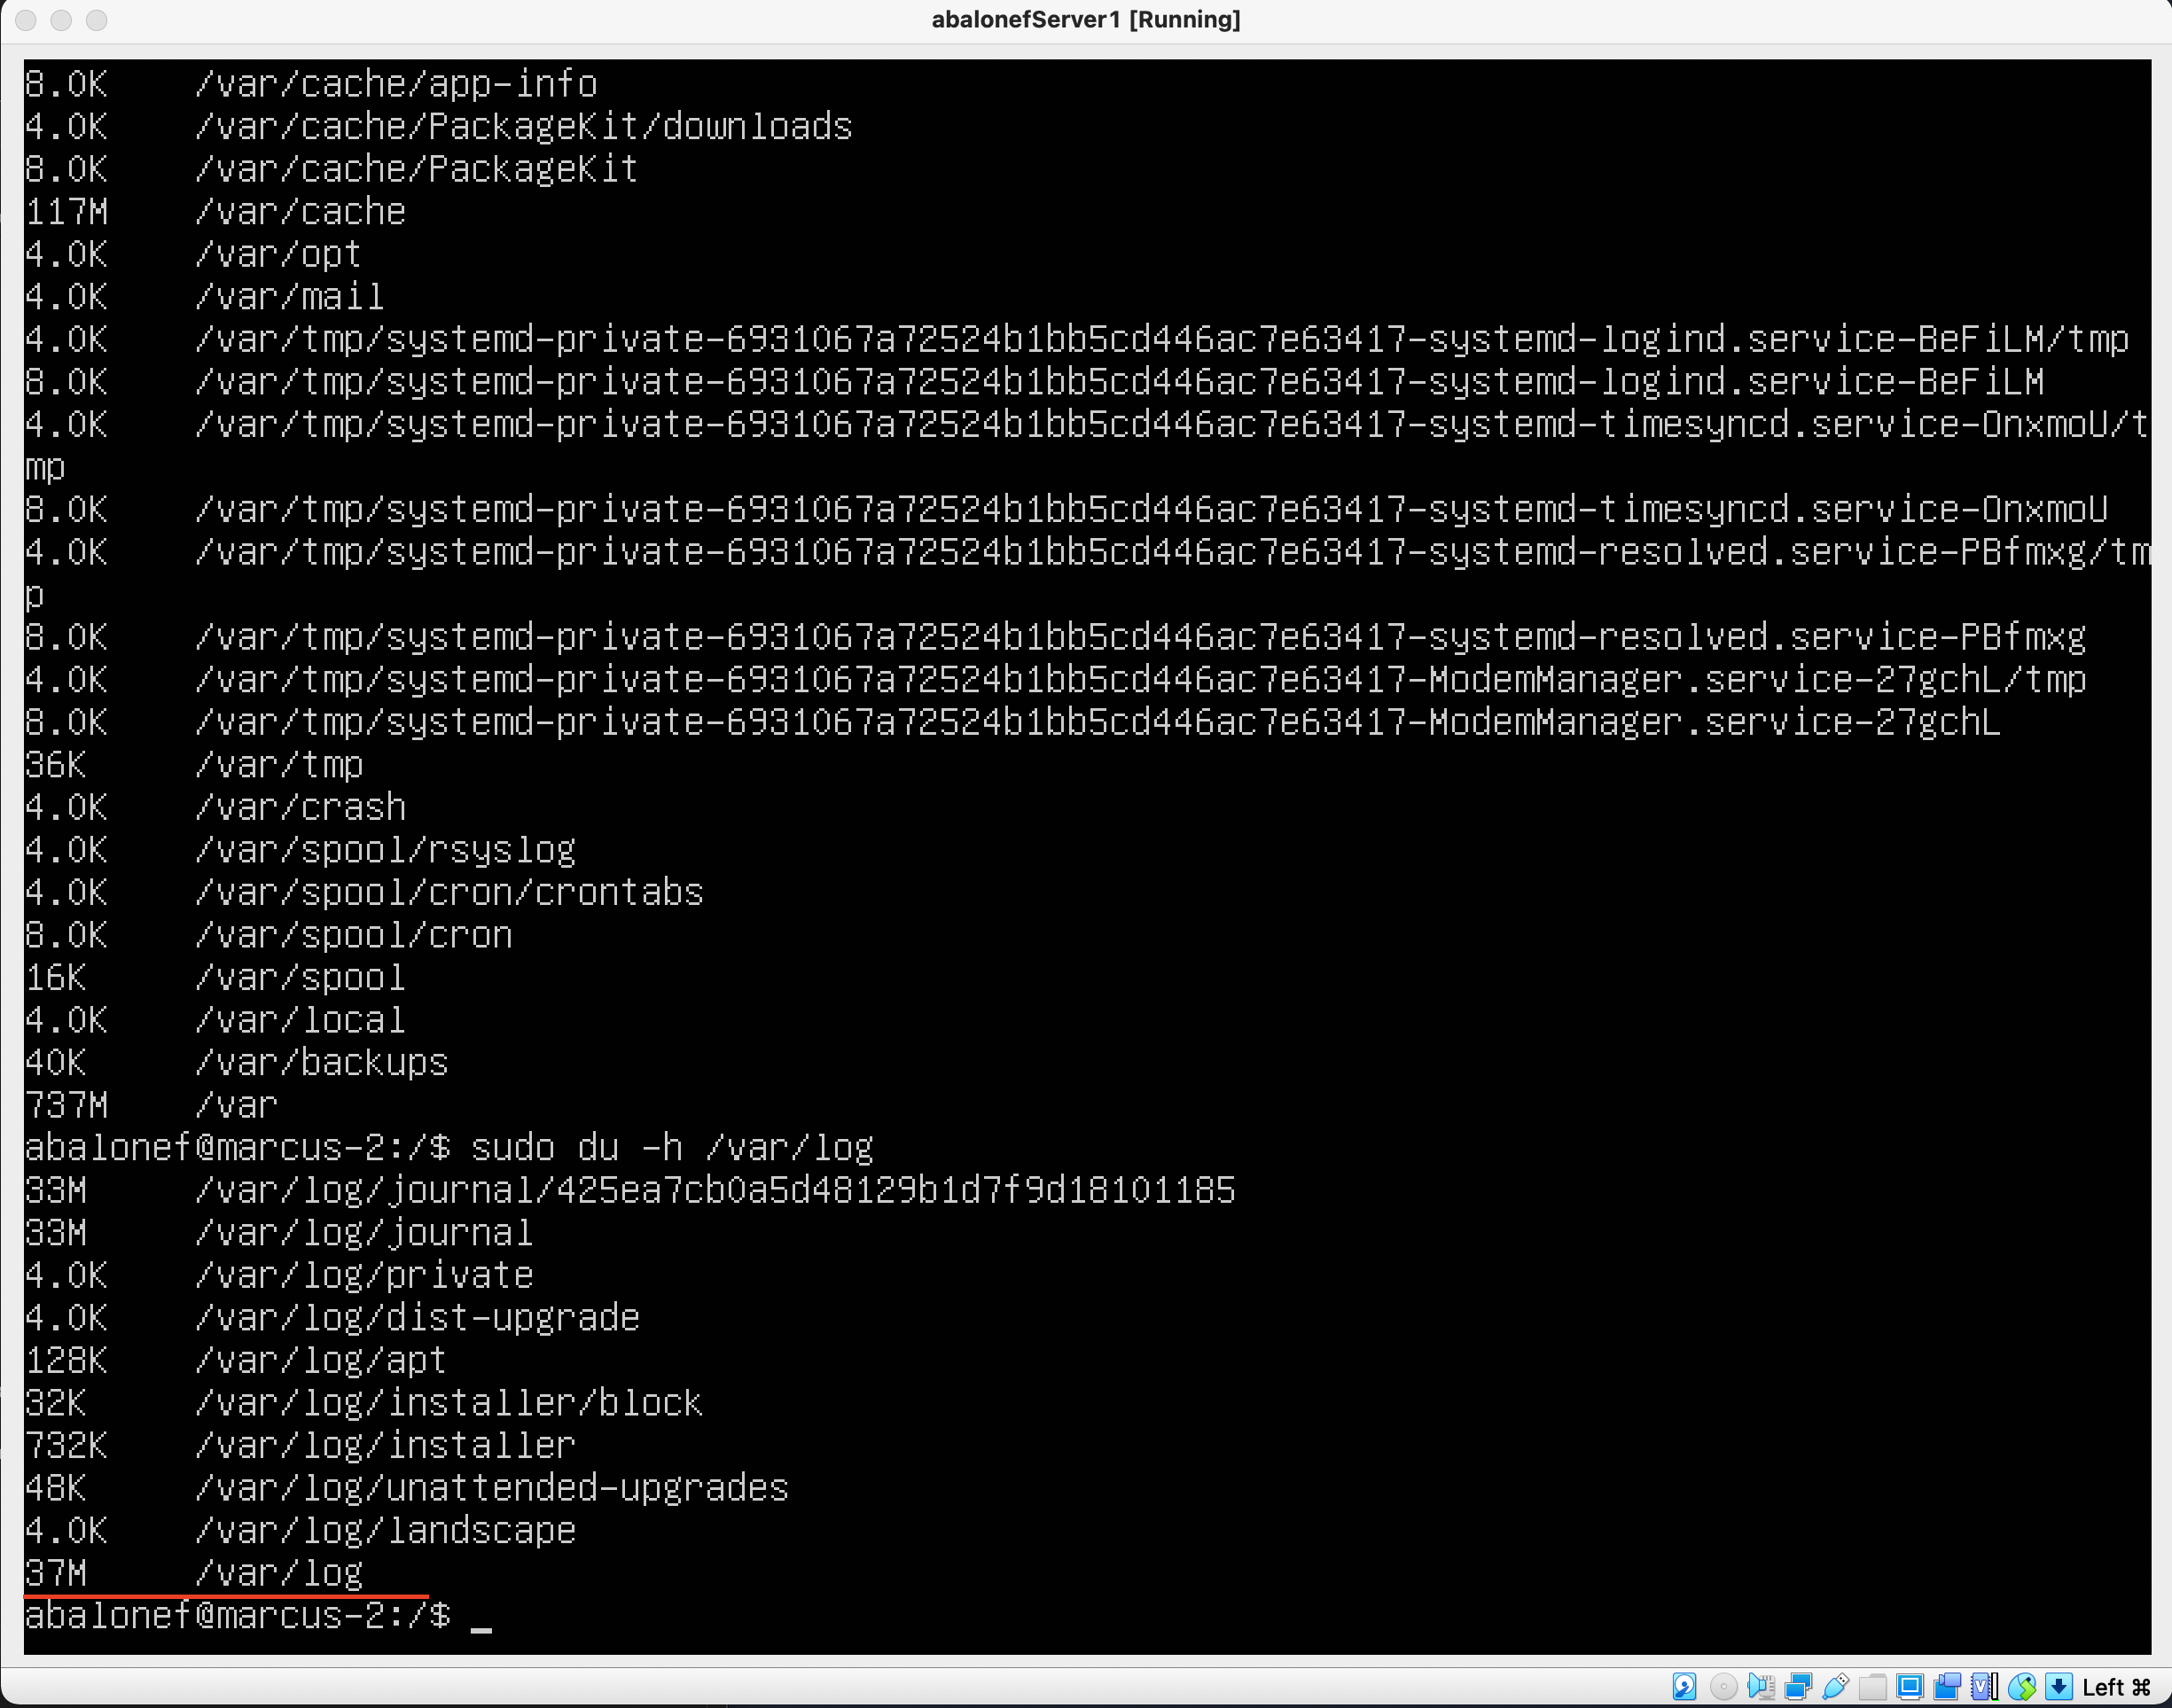 abalonefServer1 [Running]
8.0K /var/cache/app-info
4.0K /var/cache/PackageKit/downloads
8.0K /var/cache/PackageKit
117M /var/cache
4.0K /var/opt
4.0K /var/mail
4.0K /var/tmp/systemd-private-6931067a72524b1bb5cd446ac7e63417-systemd-logind.service-BeFiLM/tmp
8.0K /var/tmp/systemd-private-6931067a72524b1bb5cd446ac7e63417-systemd-logind.service-BeFiLM
4.0K /var/tmp/systemd-private-6931067a72524b1bb5cd446ac7e63417-systemd-timesyncd.service-OnxmoU/t
mp
8.0K /var/tmp/systemd-private-6931067a72524b1bb5cd446ac7e63417-systemd-timesyncd.service-OnxmoU
4.0K /var/tmp/systemd-private-6931067a72524b1bb5cd446ac7e63417-systemd-resolved.service-PBfmxg/tm
p
8.0K /var/tmp/systemd-private-6931067a72524b1bb5cd446ac7e63417-systemd-resolved.service-PBfmxg
4.0K /var/tmp/systemd-private-6931067a72524b1bb5cd446ac7e63417-ModemManager.service-27gchL/tmp
8.0K /var/tmp/systemd-private-6931067a72524b1bb5cd446ac7e63417-ModemManager.service-27gchL
36K /var/tmp
4.0K /var/crash
4.0K /var/spool/rsyslog
4.0K /var/spool/cron/crontabs
8.0K /var/spool/cron
16K /var/spool
4.0K /var/local
40K /var/backups
737M /var
abalonef@marcus-2:/$ sudo du -h /var/log
33M /var/log/journal/425ea7cb0a5d48129b1d7f9d18101185
33M /var/log/journal
4.0K /var/log/private
4.0K /var/log/dist-upgrade
128K /var/log/apt
32K /var/log/installer/block
732K /var/log/installer
48K /var/log/unattended-upgrades
4.0K /var/log/landscape
37M /var/log
abalonef@marcus-2:/$ _
Left ⌘